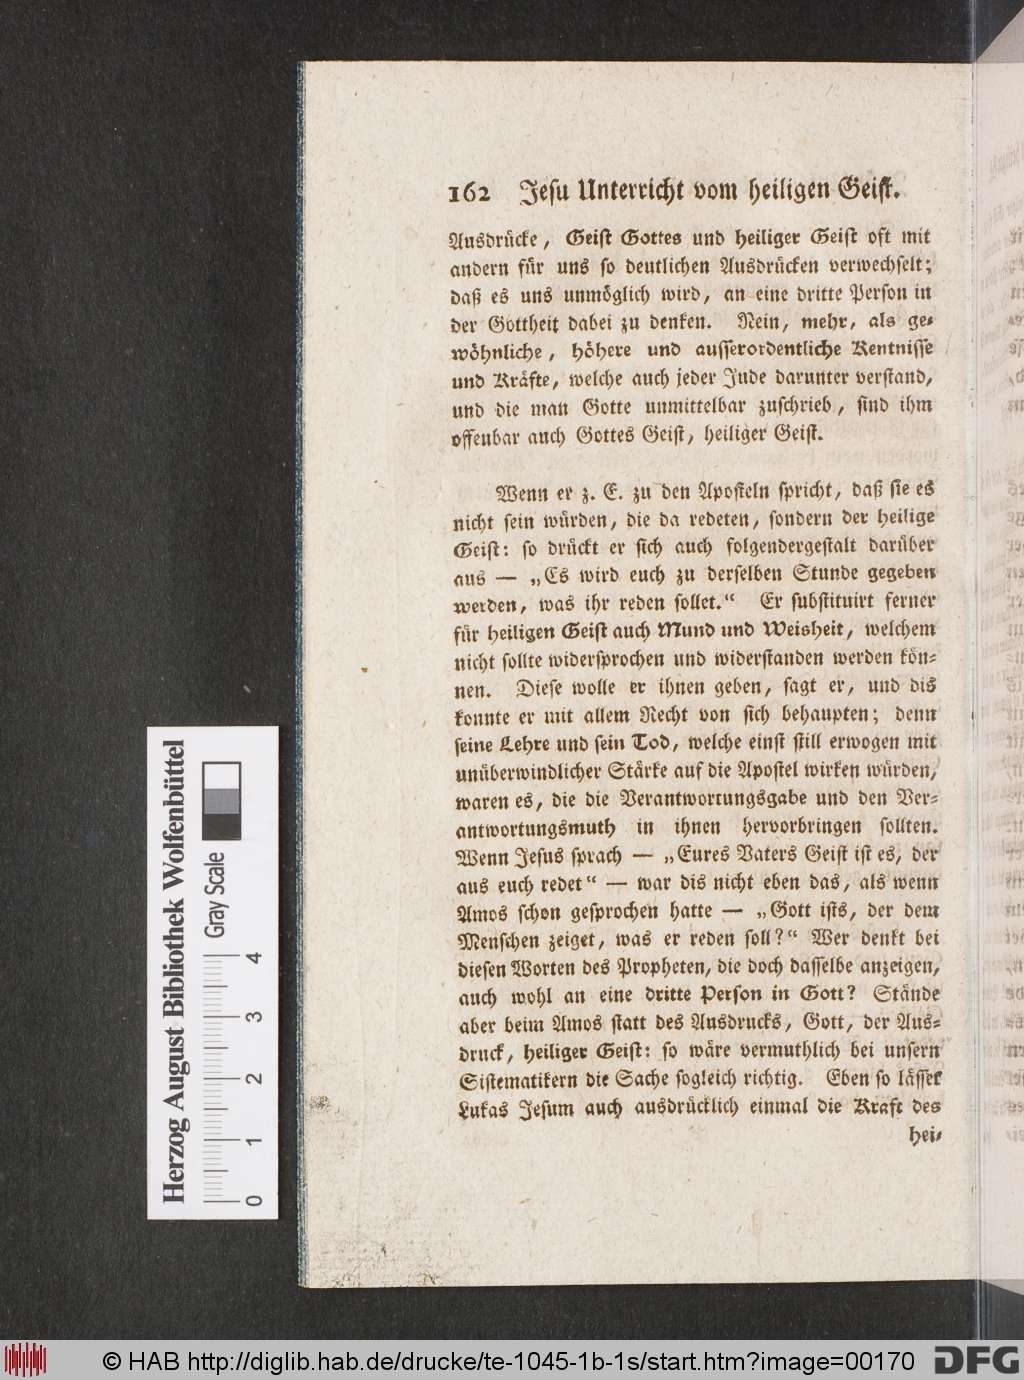 162 Jesu Unterricht vom heiligen Geist.
Ausdrücke, Geist Gottes und heiliger Geist oft mit
andern für uns so deutlichen Ausdrücken verwechselt;
daß es uns unmöglich wird, an eine dritte Person in
der Gottheit dabei zu denken. Nein, mehr, als ge-
wöhnliche, höhere und ausserordentliche Kentnisse
und Kräfte, welche auch jeder Jude darunter verstand,
und die man Gotte unmittelbar zuschrieb, sind ihm
offenbar auch Gottes Geist, heiliger Geist.
Wenn er z. E. zu den Aposteln spricht, daß sie es
nicht sein würden, die da redeten, sondern der heilige
Geist: so drückt er sich auch folgendergestalt darüber
aus — „Es wird euch zu derselben Stunde gegeben
werden, was ihr reden sollet.“ Er substituirt ferner
für heiligen Geist auch Mund und Weisheit, welchem
nicht sollte widersprochen und widerstanden werden kön-
nen. Diese wolle er ihnen geben, sagt er, und dis
konnte er mit allem Recht von sich behaupten; denn
seine Lehre und sein Tod, welche einst still erwogen mit
unüberwindlicher Stärke auf die Apostel wirken würden,
waren es, die die Verantwortungsgabe und den Ver-
antwortungsmuth in ihnen hervorbringen sollten.
Wenn Jesus sprach — „Eures Vaters Geist ist es, der
aus euch redet“ — war dis nicht eben das, als wenn
Amos schon gesprochen hatte — „Gott ists, der dem
Menschen zeiget, was er reden soll?“ Wer denkt bei
diesen Worten des Propheten, die doch dasselbe anzeigen,
auch wohl an eine dritte Person in Gott? Stände
aber beim Amos statt des Ausdrucks, Gott, der Aus-
druck, heiliger Geist: so wäre vermuthlich bei unsern
Sistematikern die Sache sogleich richtig. Eben so lässet
Lukas Jesum auch ausdrücklich einmal die Kraft des
hei-
Herzog August Bibliothek Wolfenbüttel
Gray Scale
0 1 2 3 4
© HAB http://diglib.hab.de/drucke/te-1045-1b-1s/start.htm?image=00170
DFG